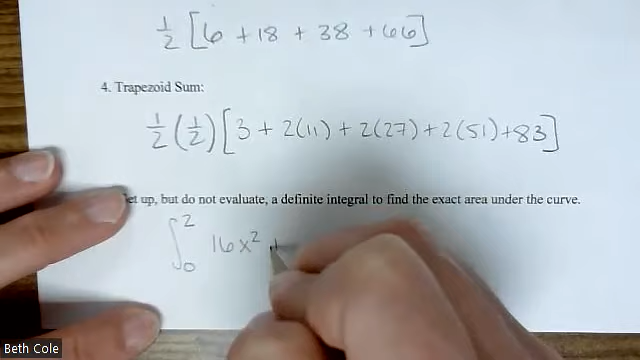 ½ [6 + 18 + 38 + 66]
4. Trapezoid Sum:
½ (½) [3 + 2(11) + 2(27) + 2(51) + 83]
et up, but do not evaluate, a definite integral to find the exact area under the curve.
∫₀² 16x² +
Beth Cole